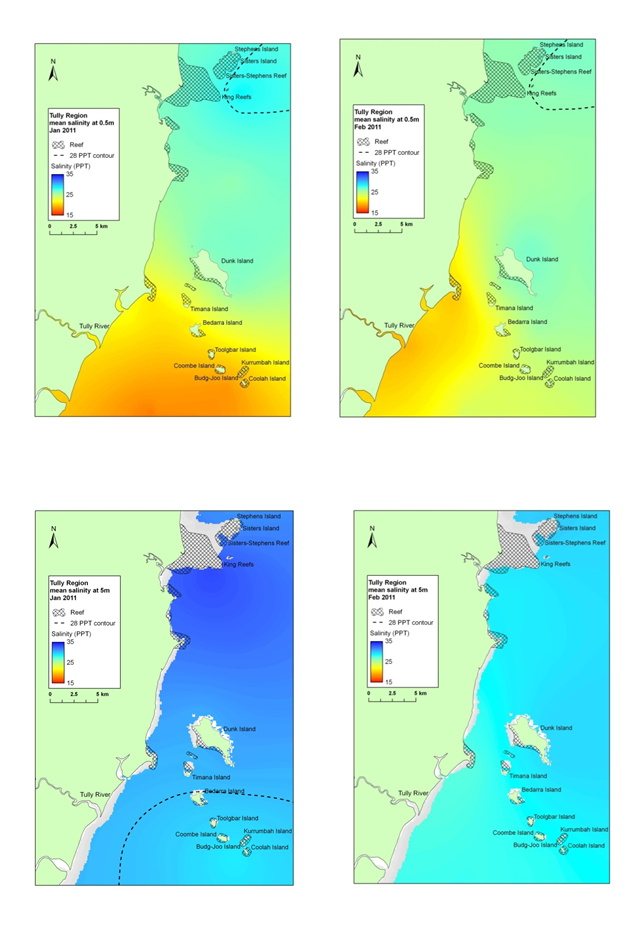 Stephens Island
Sisters Island
Sisters-Stephens Reef
King Reefs
N
Tully Region
mean salinity at 0.5m
Jan 2011
Reef
28 PPT contour
Salinity (PPT)
35
25
15
0 2.5 5 km
Dunk Island
Timana Island
Bedarra Island
Tully River
Toolgbar Island
Coombe Island
Kurrumbah Island
Budg-Joo Island
Coolah Island
Stephens Island
Sisters Island
Sisters-Stephens Reef
King Reefs
N
Tully Region
mean salinity at 0.5m
Feb 2011
Reef
28 PPT contour
Salinity (PPT)
35
25
15
0 2.5 5 km
Dunk Island
Timana Island
Bedarra Island
Tully River
Toolgbar Island
Coombe Island
Kurrumbah Island
Budg-Joo Island
Coolah Island
Stephens Island
Sisters Island
Sisters-Stephens Reef
King Reefs
N
Tully Region
mean salinity at 5m
Jan 2011
Reef
28 PPT contour
Salinity (PPT)
35
25
15
0 2.5 5 km
Dunk Island
Timana Island
Bedarra Island
Tully River
Toolgbar Island
Coombe Island
Kurrumbah Island
Budg-Joo Island
Coolah Island
Stephens Island
Sisters Island
Sisters-Stephens Reef
King Reefs
N
Tully Region
mean salinity at 5m
Feb 2011
Reef
28 PPT contour
Salinity (PPT)
35
25
15
0 2.5 5 km
Dunk Island
Timana Island
Bedarra Island
Tully River
Toolgbar Island
Coombe Island
Kurrumbah Island
Budg-Joo Island
Coolah Island